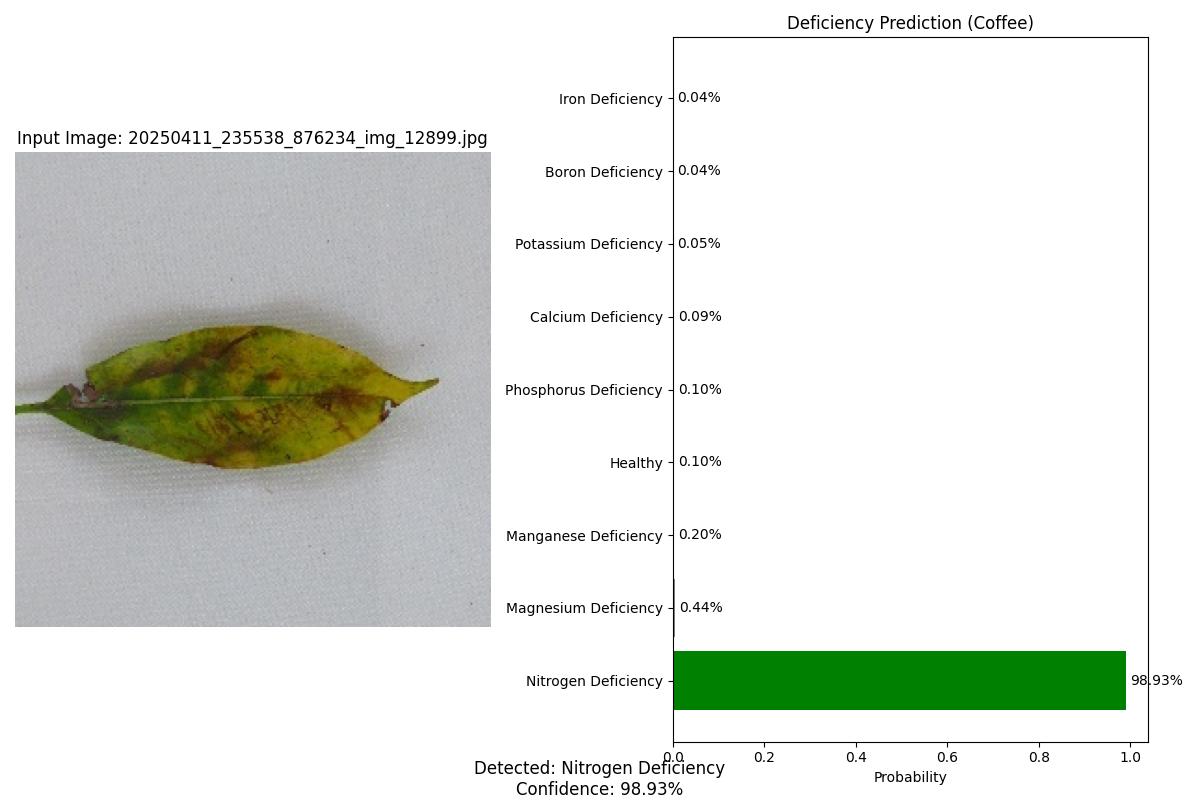 Deficiency Prediction (Coffee)
Input Image: 20250411_235538_876234_img_12899.jpg
Iron Deficiency 0.04%
Boron Deficiency 0.04%
Potassium Deficiency 0.05%
Calcium Deficiency 0.09%
Phosphorus Deficiency 0.10%
Healthy 0.10%
Manganese Deficiency 0.20%
Magnesium Deficiency 0.44%
Nitrogen Deficiency 98.93%
0.0 0.2 0.4 0.6 0.8 1.0
Probability
Detected: Nitrogen Deficiency
Confidence: 98.93%